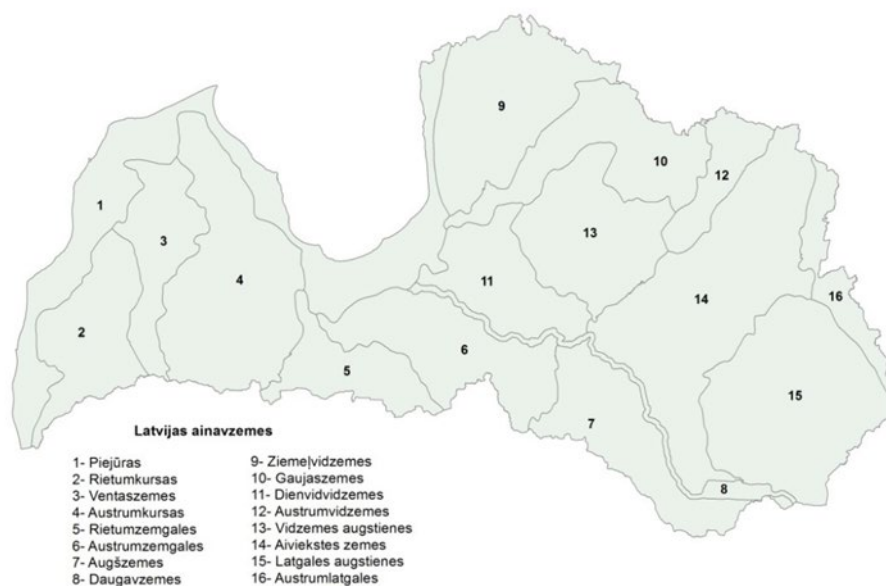 9
10
12
1
13
3
4
11
14
16
2
6
5
15
7
8
Latvijas ainavzemes
1- Piejūras
2- Rietumkursas
3- Ventaszemes
4- Austrumkursas
5- Rietumzemgales
6- Austrumzemgales
7- Augšzemes
8- Daugavzemes
9- Ziemeļvidzemes
10- Gaujaszemes
11- Dienvidvidzemes
12- Austrumvidzemes
13- Vidzemes augstienes
14- Aiviekstes zemes
15- Latgales augstienes
16- Austrumlatgales